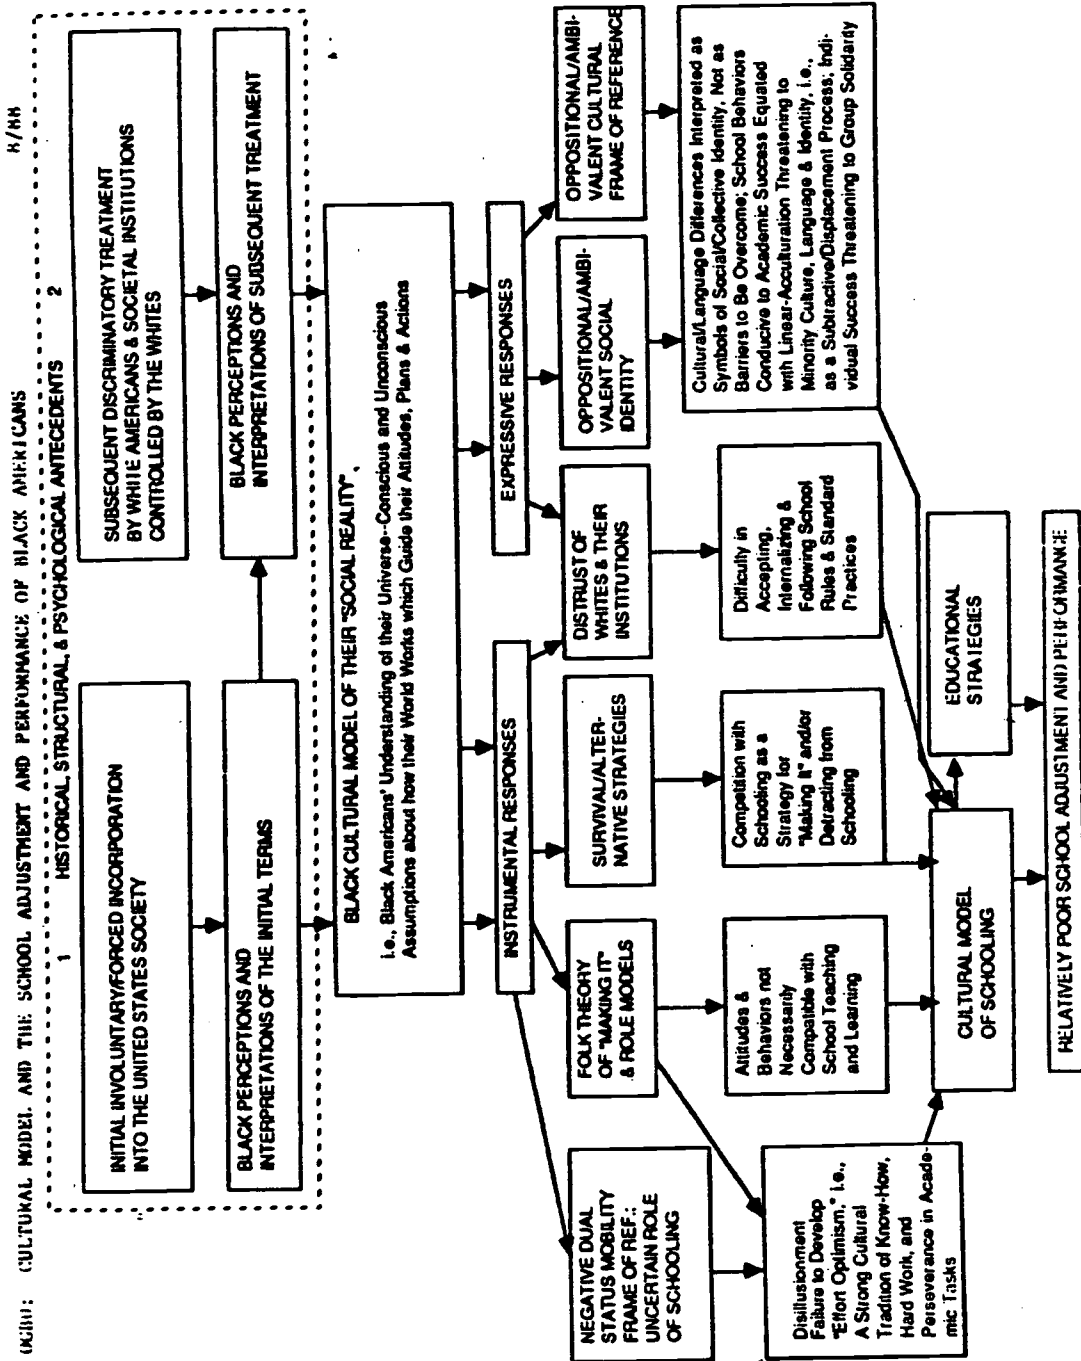 CULTURAL MODEL AND THE SCHOOL ADJUSTMENT AND PERFORMANCE OF BLACK AMERICANS
8/88
1 HISTORICAL, STRUCTURAL, & PSYCHOLOGICAL ANTECEDENTS 2
INITIAL INVOLUNTARY/FORCED INCORPORATION
INTO THE UNITED STATES SOCIETY
SUBSEQUENT DISCRIMINATORY TREATMENT
BY WHITE AMERICANS & SOCIETAL INSTITUTIONS
CONTROLLED BY THE WHITES
BLACK PERCEPTIONS AND
INTERPRETATIONS OF THE INITIAL TERMS
BLACK PERCEPTIONS AND
INTERPRETATIONS OF SUBSEQUENT TREATMENT
BLACK CULTURAL MODEL OF THEIR "SOCIAL REALITY",
i.e., Black Americans' Understanding of their Universe--Conscious and Unconscious
Assumptions about how their World Works which Guide their Attitudes, Plans & Actions
INSTRUMENTAL RESPONSES
EXPRESSIVE RESPONSES
NEGATIVE DUAL
STATUS MOBILITY
FRAME OF REF.:
UNCERTAIN ROLE
OF SCHOOLING
FOLK THEORY
OF "MAKING IT"
& ROLE MODELS
SURVIVAL/ALTER-
NATIVE STRATEGIES
DISTRUST OF
WHITES & THEIR
INSTITUTIONS
OPPOSITIONAL/AMBI-
VALENT SOCIAL
IDENTITY
OPPOSITIONAL/AMBI-
VALENT CULTURAL
FRAME OF REFERENCE
Disillusionment
Failure to Develop
"Effort Optimism," i.e.,
A Strong Cultural
Tradition of Know-How,
Hard Work, and
Perseverance in Acade-
mic Tasks
Attitudes &
Behaviors not
Necessarily
Compatible with
School Teaching
and Learning
Competition with
Schooling as a
Strategy for
"Making It" and/or
Detracting from
Schooling
Difficulty in
Accepting,
Internalizing &
Following School
Rules & Standard
Practices
Cultural/Language Differences Interpreted as
Symbols of Social/Collective Identity, Not as
Barriers to Be Overcome; School Behaviors
Conducive to Academic Success Equated
with Linear-Acculturation Threatening to
Minority Culture, Language & Identity, i.e.,
as a Subtractive/Displacement Process; Indi-
vidual Success Threatening to Group Solidarity
CULTURAL MODEL
OF SCHOOLING
EDUCATIONAL
STRATEGIES
RELATIVELY POOR SCHOOL ADJUSTMENT AND PERFORMANCE